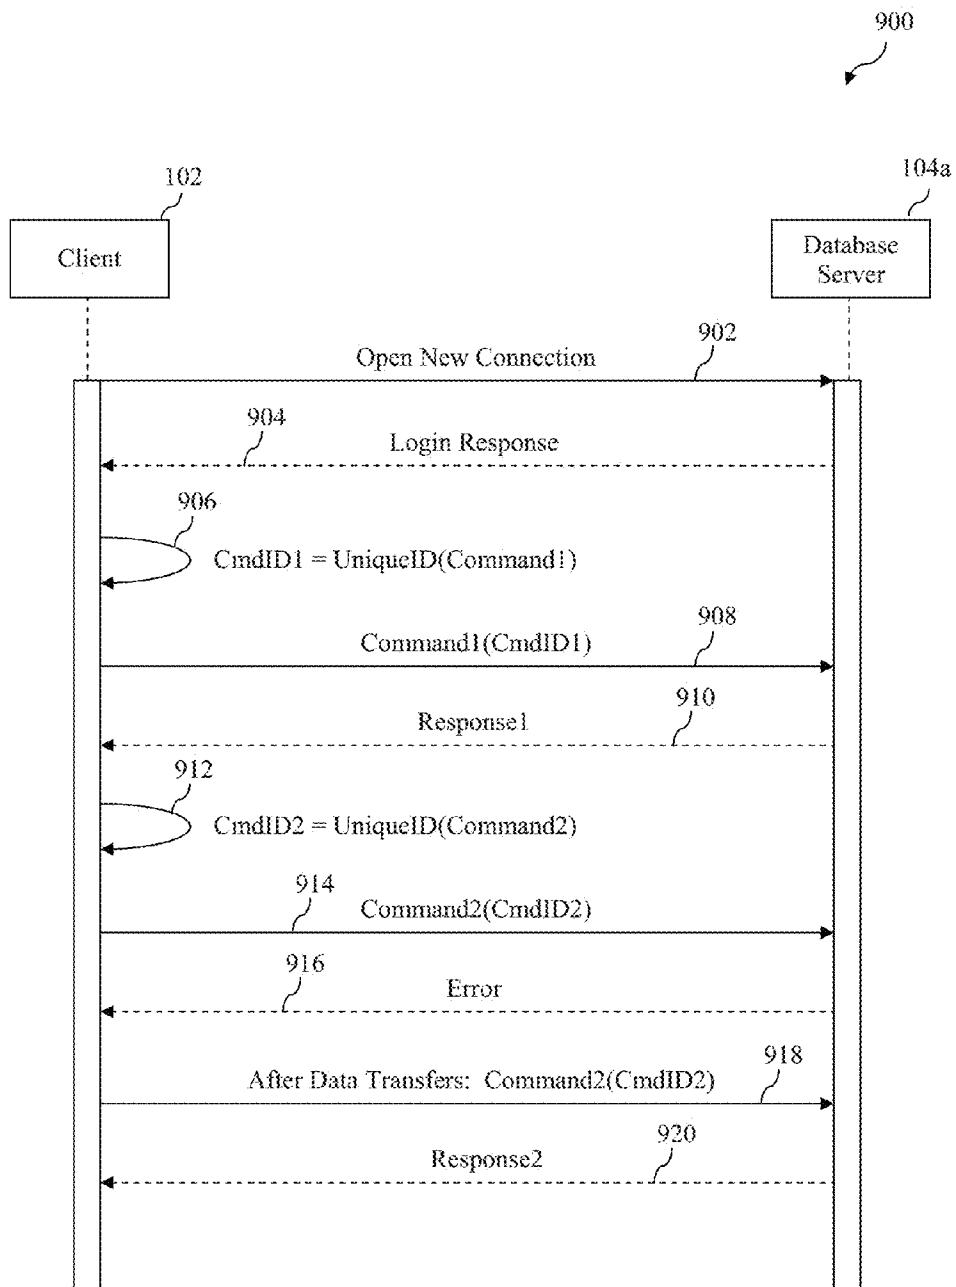 900
102
104a
Client
Database
Server
902
Open New Connection
904
Login Response
906
CmdID1 = UniqueID(Command1)
908
Command1(CmdID1)
910
Response1
912
CmdID2 = UniqueID(Command2)
914
Command2(CmdID2)
916
Error
918
After Data Transfers: Command2(CmdID2)
920
Response2